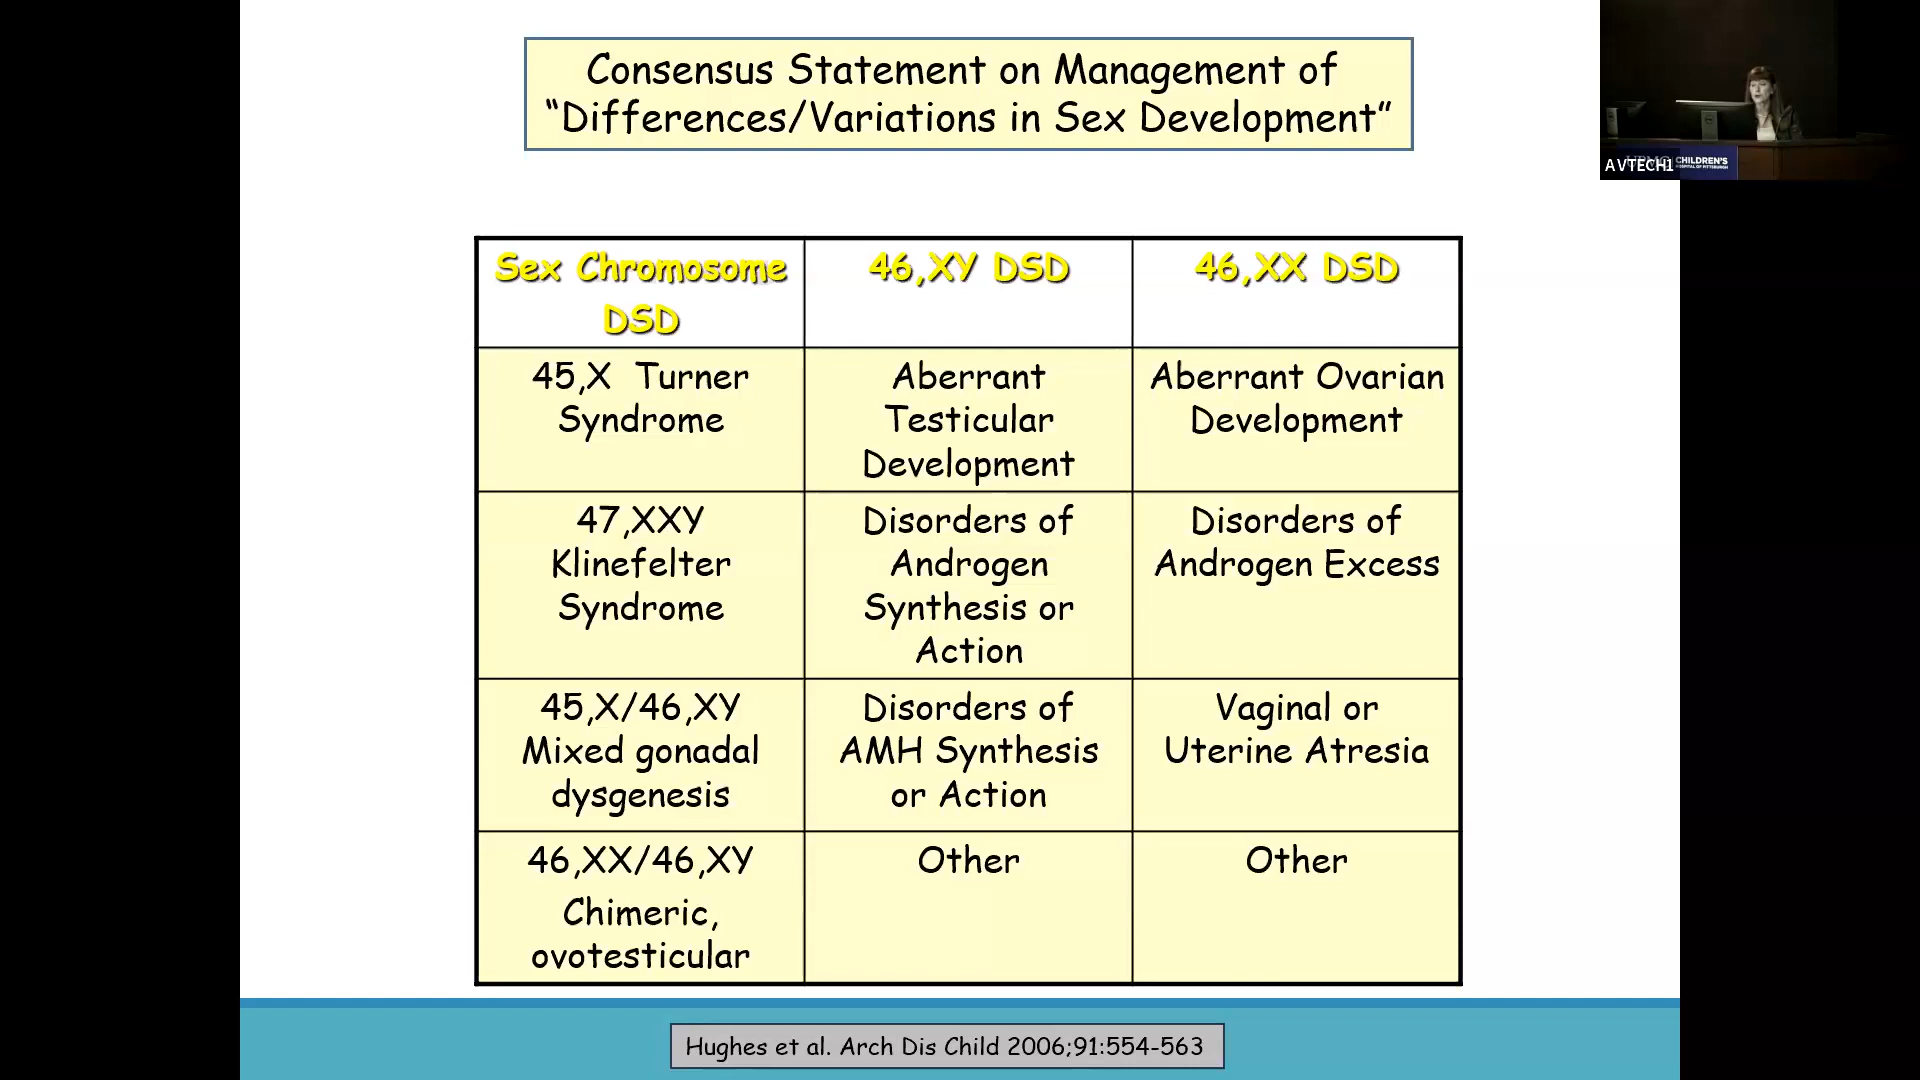 Consensus Statement on Management of
“Differences/Variations in Sex Development”
AVTECH1
CHILDREN'S
Sex Chromosome
DSD
46,XY DSD
46,XX DSD
45,X Turner
Syndrome
Aberrant
Testicular
Development
Aberrant Ovarian
Development
47,XXY
Klinefelter
Syndrome
Disorders of
Androgen
Synthesis or
Action
Disorders of
Androgen Excess
45,X/46,XY
Mixed gonadal
dysgenesis
Disorders of
AMH Synthesis
or Action
Vaginal or
Uterine Atresia
46,XX/46,XY
Chimeric,
ovotesticular
Other
Other
Hughes et al. Arch Dis Child 2006;91:554-563